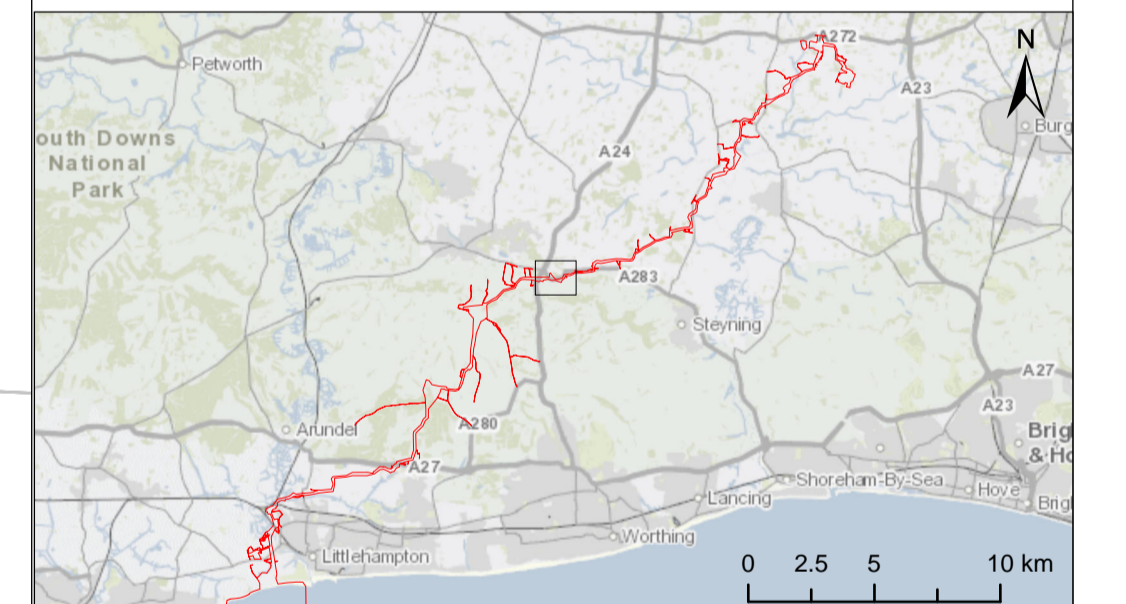 A272
N
Petworth
A23
Burg
outh Downs
National
Park
A24
A283
Steyning
A27
A23
Arundel
A280
Brig
& Ho
A27
Shoreham-By-Sea
Hove
Lancing
Brigl
Worthing
Littlehampton
0 2.5 5 10 km